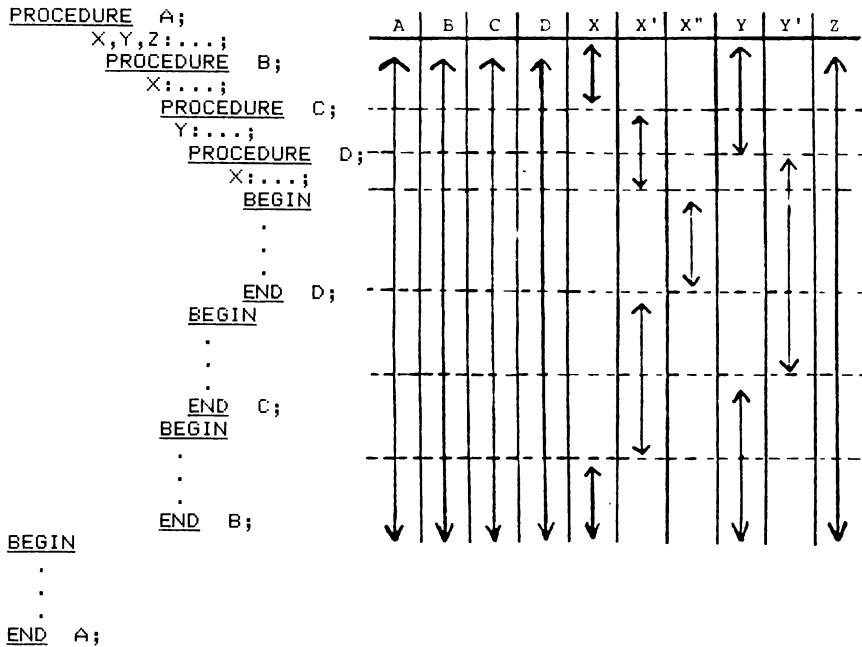 PROCEDURE A;
X,Y,Z:...;
PROCEDURE B;
X:...;
PROCEDURE C;
Y:...;
PROCEDURE D;
X:...;
BEGIN
.
.
.
END D;
BEGIN
.
.
.
END C;
BEGIN
.
.
.
END B;
BEGIN
.
.
.
END A;
A B C D X X' X" Y Y' Z